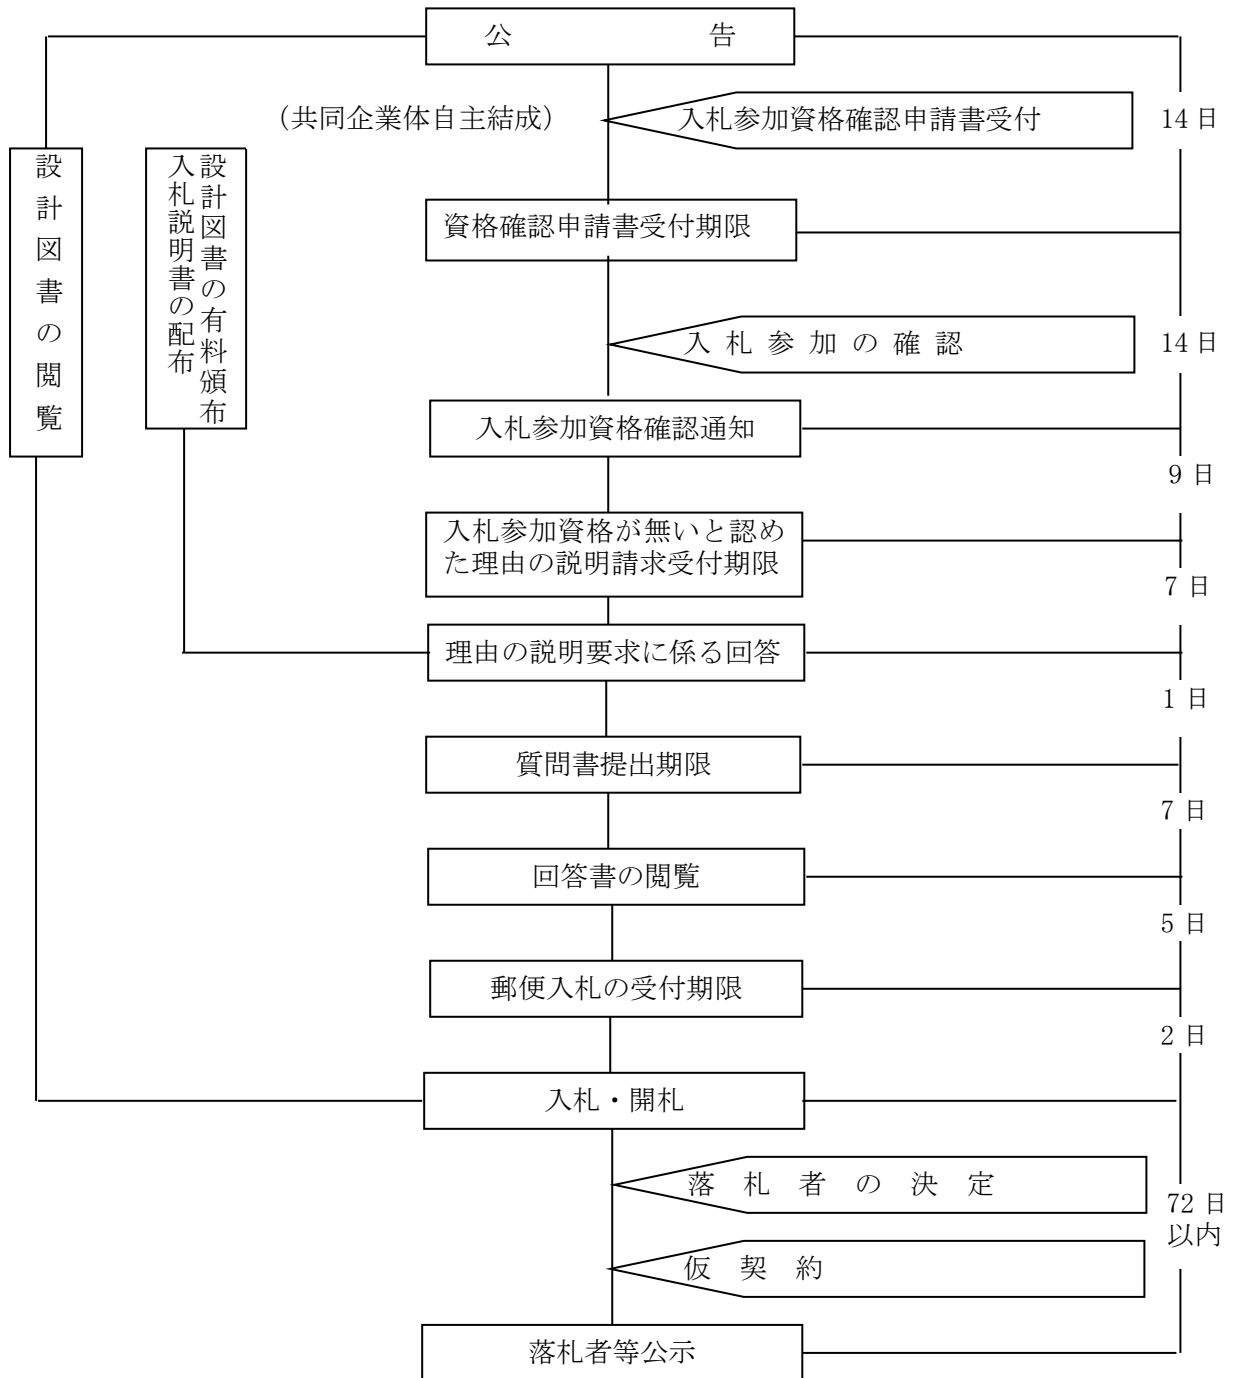 公　　　　告
（共同企業体自主結成）
入札参加資格確認申請書受付
14 日
設計図書の閲覧
設計図書の有料頒布
入札説明書の配布
資格確認申請書受付期限
入 札 参 加 の 確 認
14 日
入札参加資格確認通知
9 日
入札参加資格が無いと認め
た理由の説明請求受付期限
7 日
理由の説明要求に係る回答
1 日
質問書提出期限
7 日
回答書の閲覧
5 日
郵便入札の受付期限
2 日
入札・開札
落　札　者　の　決　定
72 日
以内
仮　契　約
落札者等公示